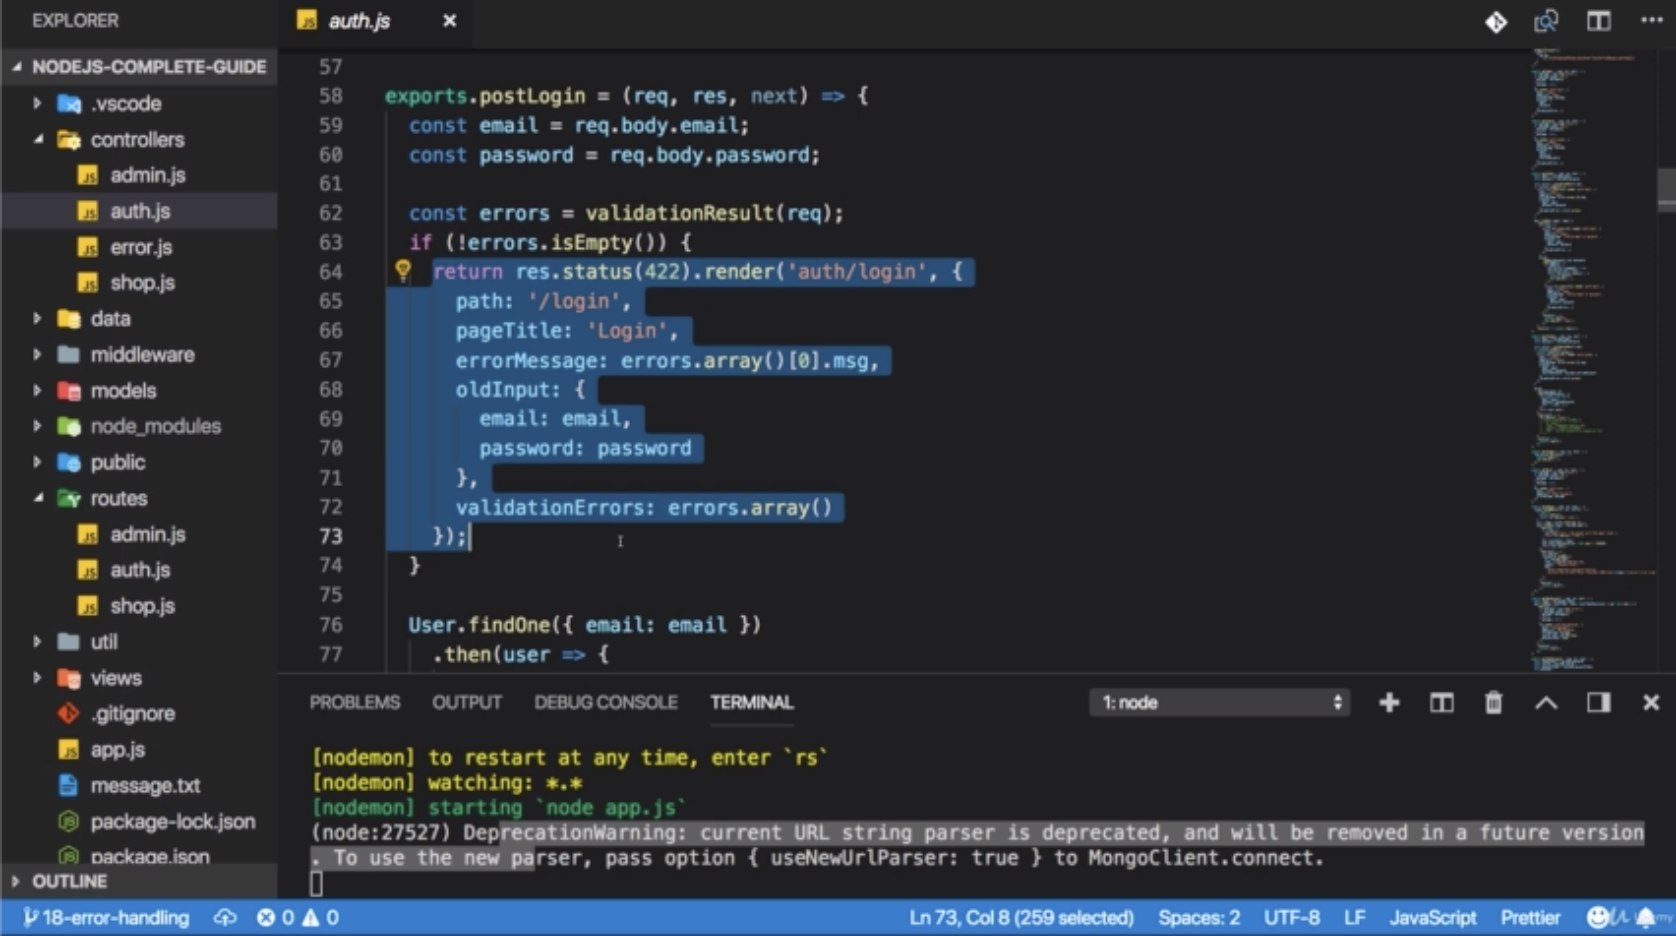 EXPLORER
NODEJS-COMPLETE-GUIDE
.vscode
controllers
admin.js
auth.js
error.js
shop.js
data
middleware
models
node_modules
public
routes
admin.js
auth.js
shop.js
util
views
.gitignore
app.js
message.txt
package-lock.json
package.json
OUTLINE
auth.js
57
58 exports.postLogin = (req, res, next) => {
59 const email = req.body.email;
60 const password = req.body.password;
61
62 const errors = validationResult(req);
63 if (!errors.isEmpty()) {
64 return res.status(422).render('auth/login', {
65 path: '/login',
66 pageTitle: 'Login',
67 errorMessage: errors.array()[0].msg,
68 oldInput: {
69 email: email,
70 password: password
71 },
72 validationErrors: errors.array()
73 });
74 }
75
76 User.findOne({ email: email })
77 .then(user => {
PROBLEMS OUTPUT DEBUG CONSOLE TERMINAL 1: node
[nodemon] to restart at any time, enter `rs`
[nodemon] watching: *.*
[nodemon] starting `node app.js`
(node:27527) DeprecationWarning: current URL string parser is deprecated, and will be removed in a future version
. To use the new parser, pass option { useNewUrlParser: true } to MongoClient.connect.
18-error-handling 0 0 Ln 73, Col 8 (259 selected) Spaces: 2 UTF-8 LF JavaScript Prettier